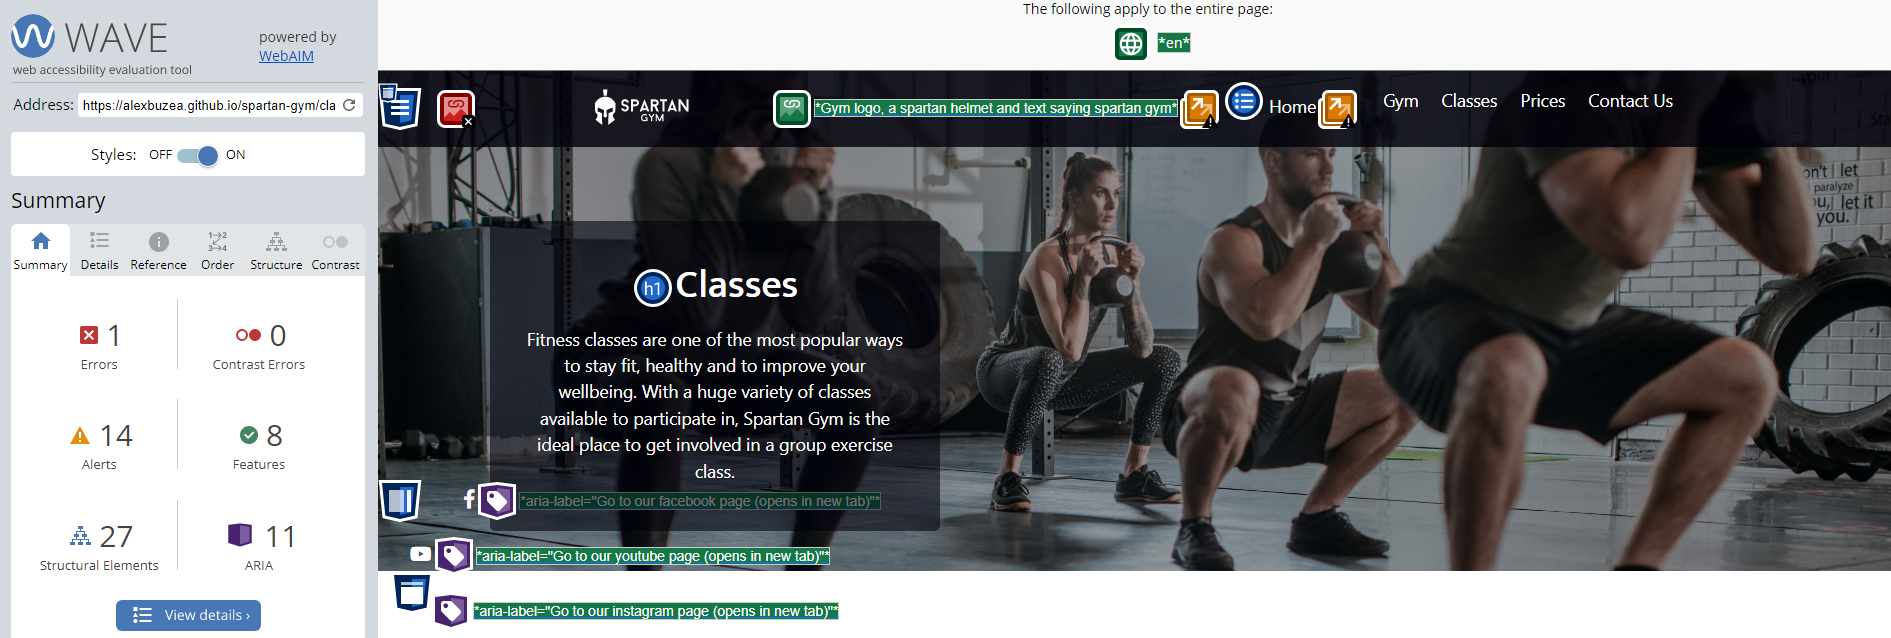 WAVE
web accessibility evaluation tool
powered by
WebAIM
Address: https://alexbuzea.github.io/spartan-gym/cla
Styles: OFF ON
Summary
Summary Details Reference Order Structure Contrast
1 Errors
0 Contrast Errors
14 Alerts
8 Features
27 Structural Elements
11 ARIA
View details ›
The following apply to the entire page:
*en*
SPARTAN
GYM
*Gym logo, a spartan helmet and text saying spartan gym*
Home Gym Classes Prices Contact Us
h1 Classes
Fitness classes are one of the most popular ways
to stay fit, healthy and to improve your
wellbeing. With a huge variety of classes
available to participate in, Spartan Gym is the
ideal place to get involved in a group exercise
class.
*aria-label="Go to our facebook page (opens in new tab)"*
*aria-label="Go to our youtube page (opens in new tab)"*
*aria-label="Go to our instagram page (opens in new tab)"*
let
paralyze
let it
you.